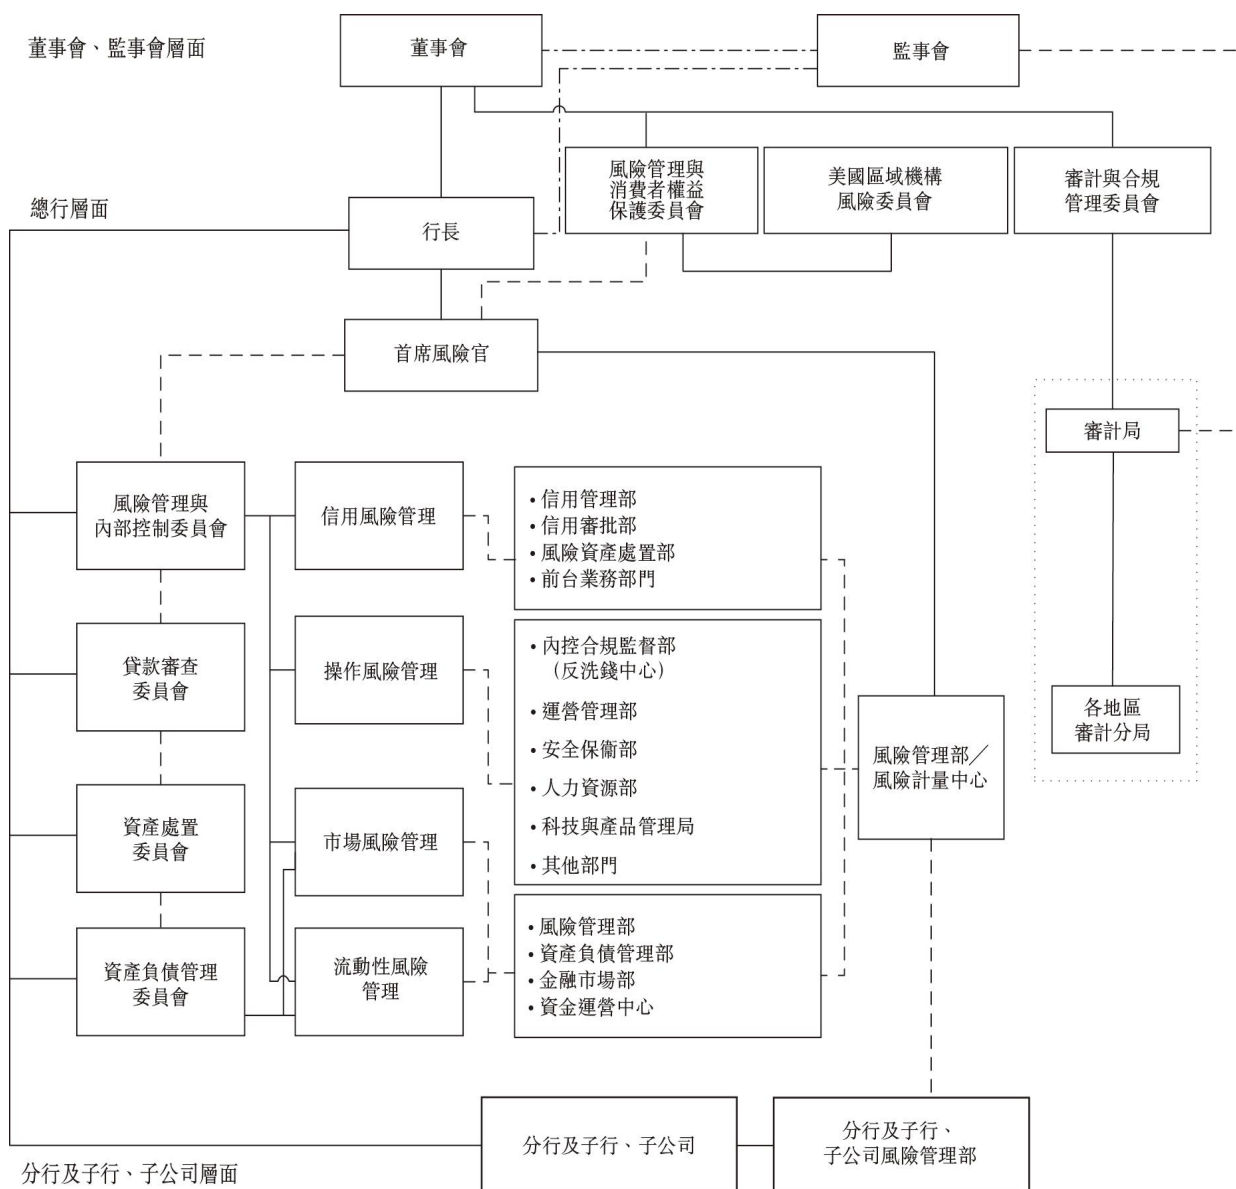 董事會、監事會層面
董事會
監事會
風險管理與
消費者權益
保護委員會
美國區域機構
風險委員會
審計與合規
管理委員會
總行層面
行長
首席風險官
審計局
各地區
審計分局
風險管理與
內部控制委員會
貸款審查
委員會
資產處置
委員會
資產負債管理
委員會
信用風險管理
操作風險管理
市場風險管理
流動性風險
管理
• 信用管理部
• 信用審批部
• 風險資產處置部
• 前台業務部門
• 內控合規監督部
（反洗錢中心）
• 運營管理部
• 安全保衞部
• 人力資源部
• 科技與產品管理局
• 其他部門
• 風險管理部
• 資產負債管理部
• 金融市場部
• 資金運營中心
風險管理部／
風險計量中心
分行及子行、子公司
分行及子行、
子公司風險管理部
分行及子行、子公司層面